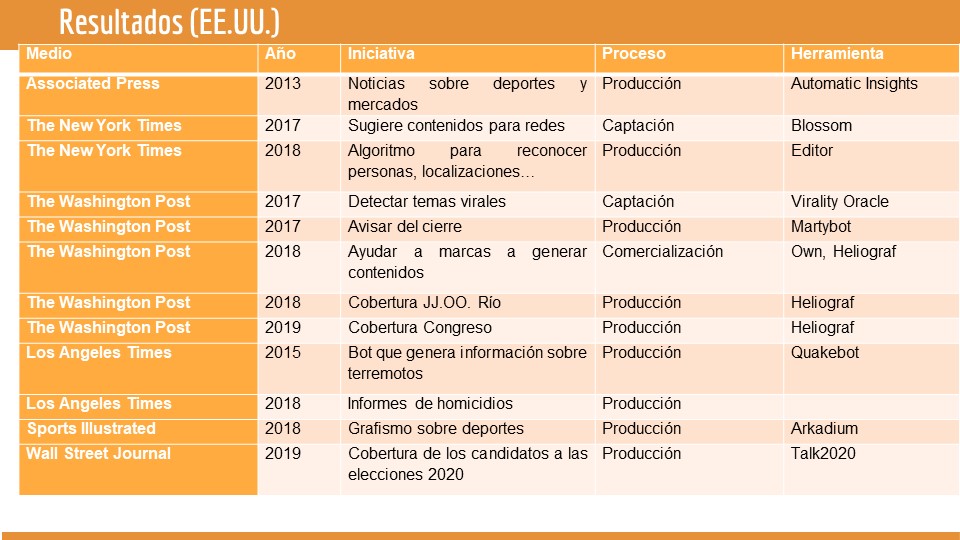 Resultados (EE.UU.)
Medio Año Iniciativa Proceso Herramienta
Associated Press 2013 Noticias sobre deportes y Producción Automatic Insights
mercados
The New York Times 2017 Sugiere contenidos para redes Captación Blossom
The New York Times 2018 Algoritmo para reconocer Producción Editor
personas, localizaciones…
The Washington Post 2017 Detectar temas virales Captación Virality Oracle
The Washington Post 2017 Avisar del cierre Producción Martybot
The Washington Post 2018 Ayudar a marcas a generar Comercialización Own, Heliograf
contenidos
The Washington Post 2018 Cobertura JJ.OO. Río Producción Heliograf
The Washington Post 2019 Cobertura Congreso Producción Heliograf
Los Angeles Times 2015 Bot que genera información sobre Producción Quakebot
terremotos
Los Angeles Times 2018 Informes de homicidios Producción
Sports Illustrated 2018 Grafismo sobre deportes Producción Arkadium
Wall Street Journal 2019 Cobertura de los candidatos a las Producción Talk2020
elecciones 2020